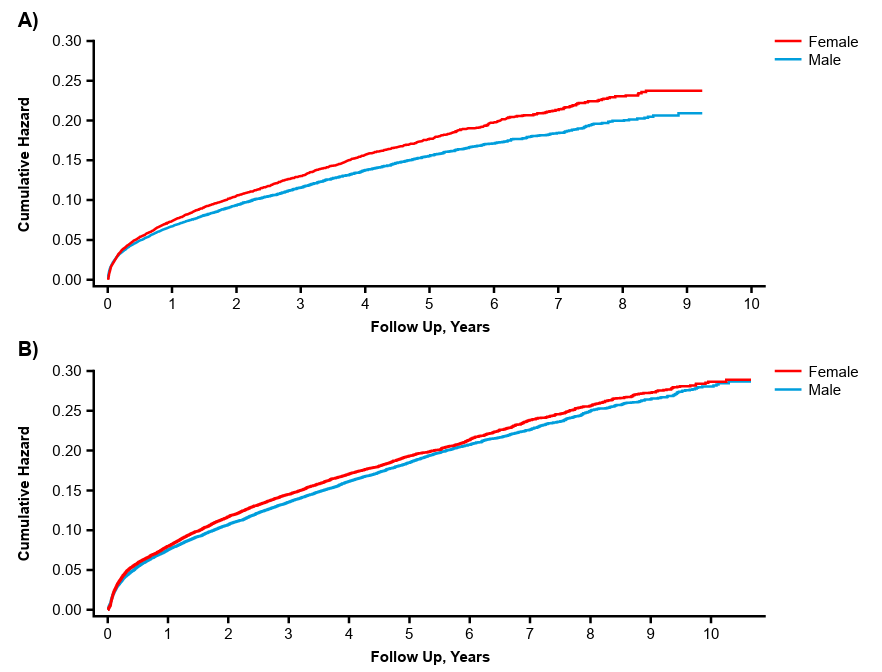 A)
0.30
0.25
0.20
0.15
0.10
0.05
0.00
Cumulative Hazard
0 1 2 3 4 5 6 7 8 9 10
Follow Up, Years
Female
Male
B)
0.30
0.25
0.20
0.15
0.10
0.05
0.00
Cumulative Hazard
0 1 2 3 4 5 6 7 8 9 10
Follow Up, Years
Female
Male